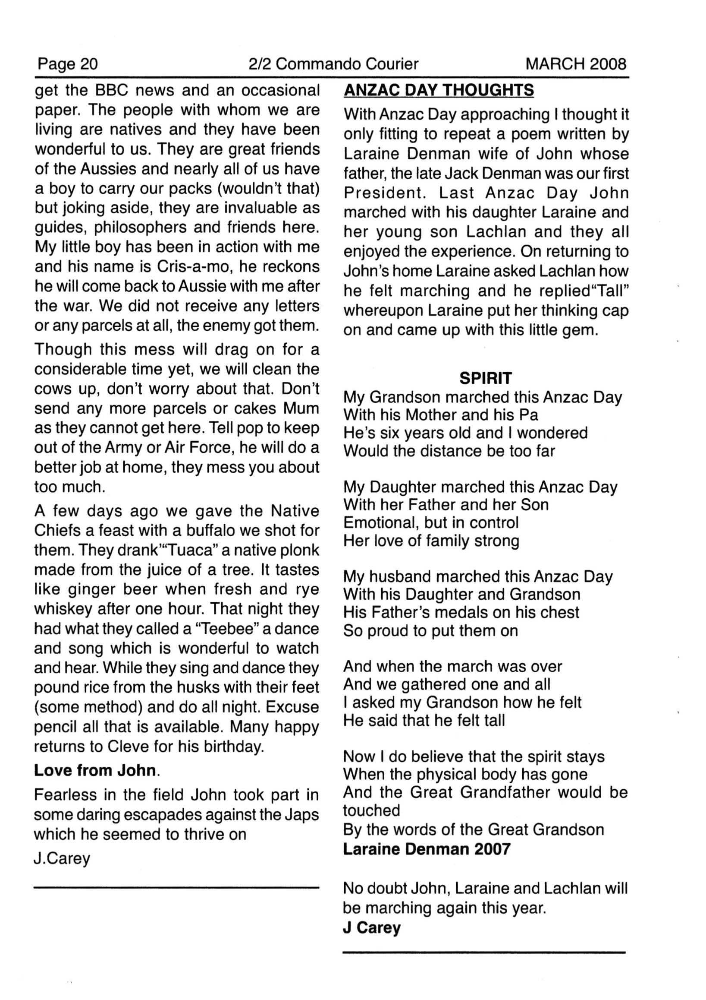 Page 20 2/2 Commando Courier MARCH 2008
get the BBC news and an occasional
paper. The people with whom we are
living are natives and they have been
wonderful to us. They are great friends
of the Aussies and nearly all of us have
a boy to carry our packs (wouldn't that)
but joking aside, they are invaluable as
guides, philosophers and friends here.
My little boy has been in action with me
and his name is Cris-a-mo, he reckons
he will come back to Aussie with me after
the war. We did not receive any letters
or any parcels at all, the enemy got them.
Though this mess will drag on for a
considerable time yet, we will clean the
cows up, don't worry about that. Don't
send any more parcels or cakes Mum
as they cannot get here. Tell pop to keep
out of the Army or Air Force, he will do a
better job at home, they mess you about
too much.
A few days ago we gave the Native
Chiefs a feast with a buffalo we shot for
them. They drank'“Tuaca” a native plonk
made from the juice of a tree. It tastes
like ginger beer when fresh and rye
whiskey after one hour. That night they
had what they called a “Teebee” a dance
and song which is wonderful to watch
and hear. While they sing and dance they
pound rice from the husks with their feet
(some method) and do all night. Excuse
pencil all that is available. Many happy
returns to Cleve for his birthday.
Love from John.
Fearless in the field John took part in
some daring escapades against the Japs
which he seemed to thrive on
J.Carey
ANZAC DAY THOUGHTS
With Anzac Day approaching I thought it
only fitting to repeat a poem written by
Laraine Denman wife of John whose
father, the late Jack Denman was our first
President. Last Anzac Day John
marched with his daughter Laraine and
her young son Lachlan and they all
enjoyed the experience. On returning to
John's home Laraine asked Lachlan how
he felt marching and he replied“Tall”
whereupon Laraine put her thinking cap
on and came up with this little gem.
SPIRIT
My Grandson marched this Anzac Day
With his Mother and his Pa
He's six years old and I wondered
Would the distance be too far
My Daughter marched this Anzac Day
With her Father and her Son
Emotional, but in control
Her love of family strong
My husband marched this Anzac Day
With his Daughter and Grandson
His Father's medals on his chest
So proud to put them on
And when the march was over
And we gathered one and all
I asked my Grandson how he felt
He said that he felt tall
Now I do believe that the spirit stays
When the physical body has gone
And the Great Grandfather would be
touched
By the words of the Great Grandson
Laraine Denman 2007
No doubt John, Laraine and Lachlan will
be marching again this year.
J Carey